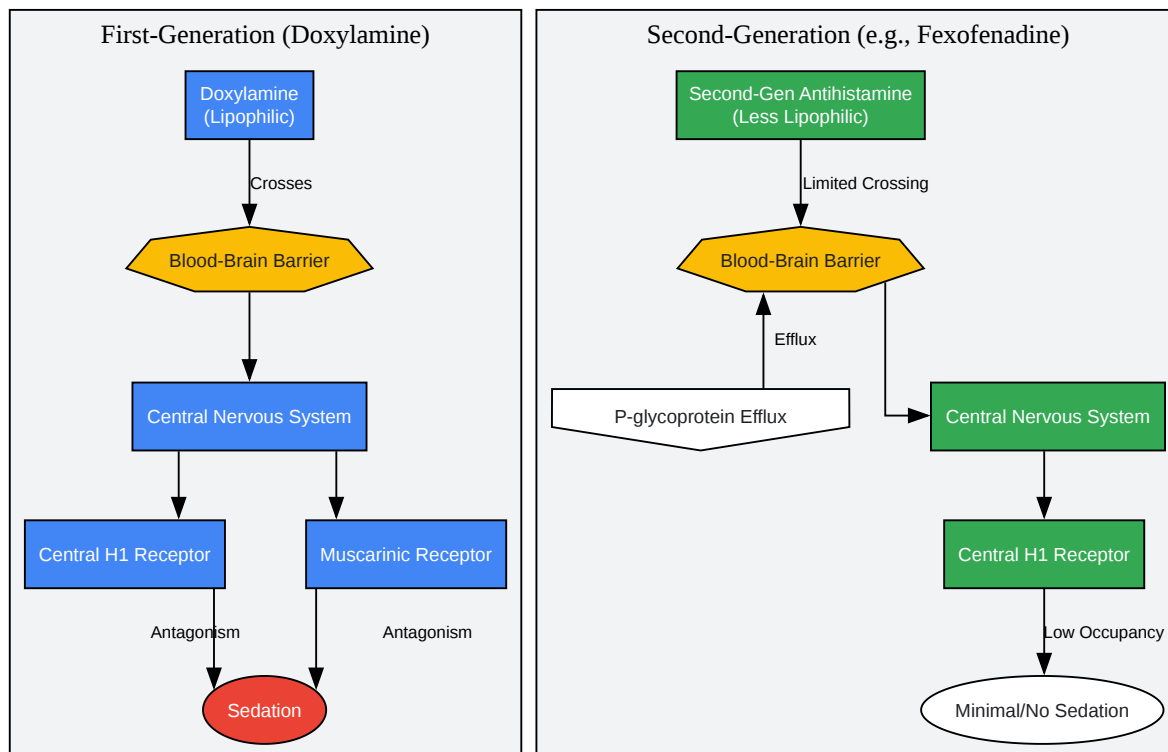 First-Generation (Doxylamine)
Doxylamine
(Lipophilic)
Crosses
Blood-Brain Barrier
Central Nervous System
Central H1 Receptor
Muscarinic Receptor
Antagonism
Antagonism
Sedation
Second-Generation (e.g., Fexofenadine)
Second-Gen Antihistamine
(Less Lipophilic)
Limited Crossing
Blood-Brain Barrier
Efflux
P-glycoprotein Efflux
Central Nervous System
Central H1 Receptor
Low Occupancy
Minimal/No Sedation